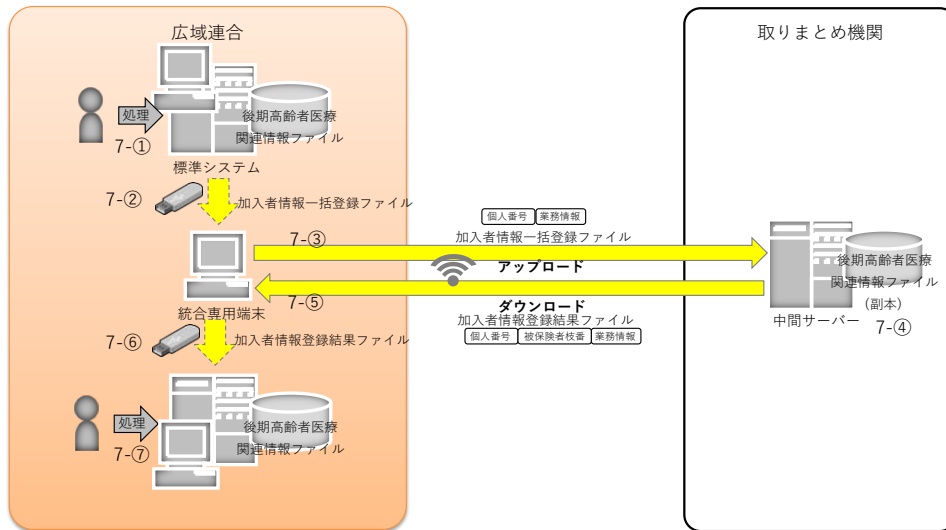 広域連合
取りまとめ機関
処理
7-①
後期高齢者医療
関連情報ファイル
標準システム
7-②
加入者情報一括登録ファイル
個人番号 業務情報
7-③
加入者情報一括登録ファイル
アップロード
7-⑤
ダウンロード
加入者情報登録結果ファイル
個人番号 被保険者枝番 業務情報
後期高齢者医療
関連情報ファイル
(副本)
中間サーバー
7-④
統合専用端末
7-⑥
加入者情報登録結果ファイル
処理
7-⑦
後期高齢者医療
関連情報ファイル